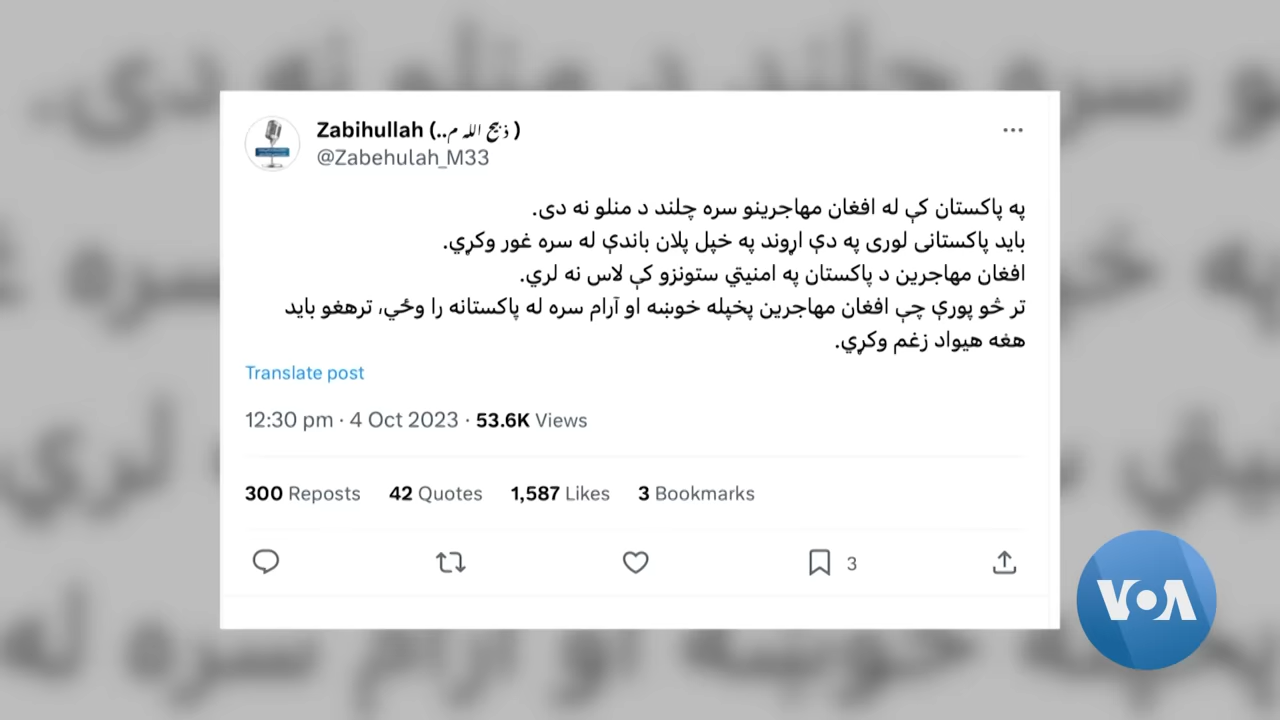 Zabihullah (..ذبیح الله م)
@Zabehulah_M33
په پاکستان کې له افغان مهاجرینو سره چلند د منلو نه دی.
باید پاکستانی لوری په دې اړوند په خپل پلان باندې له سره غور وکړي.
افغان مهاجرین د پاکستان په امنیتي ستونزو کې لاس نه لري.
تر څو پورې چې افغان مهاجرین پخپله خوښه او آرام سره له پاکستانه را وځي، ترهغو باید
هغه هیواد زغم وکړي.
Translate post
12:30 pm · 4 Oct 2023 · 53.6K Views
300 Reposts 42 Quotes 1,587 Likes 3 Bookmarks
3
VOA